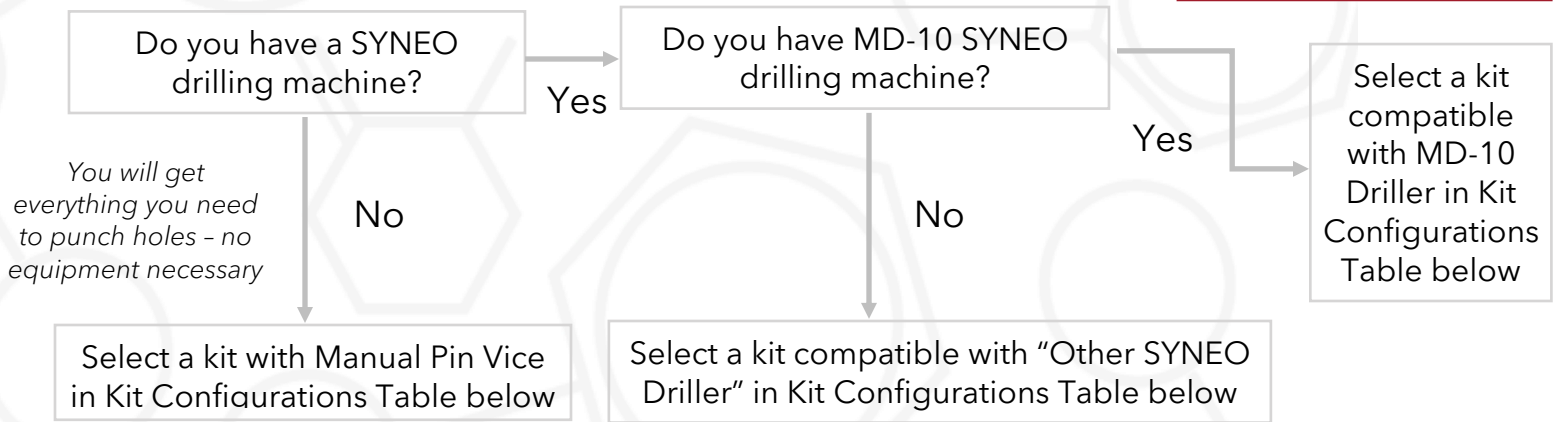 Do you have a SYNEO
drilling machine?
Yes
Do you have MD-10 SYNEO
drilling machine?
Yes
Select a kit
compatible
with MD-10
Driller in Kit
Configurations
Table below
You will get
everything you need
to punch holes – no
equipment necessary
No
No
Select a kit with Manual Pin Vice
in Kit Configurations Table below
Select a kit compatible with “Other SYNEO
Driller” in Kit Configurations Table below